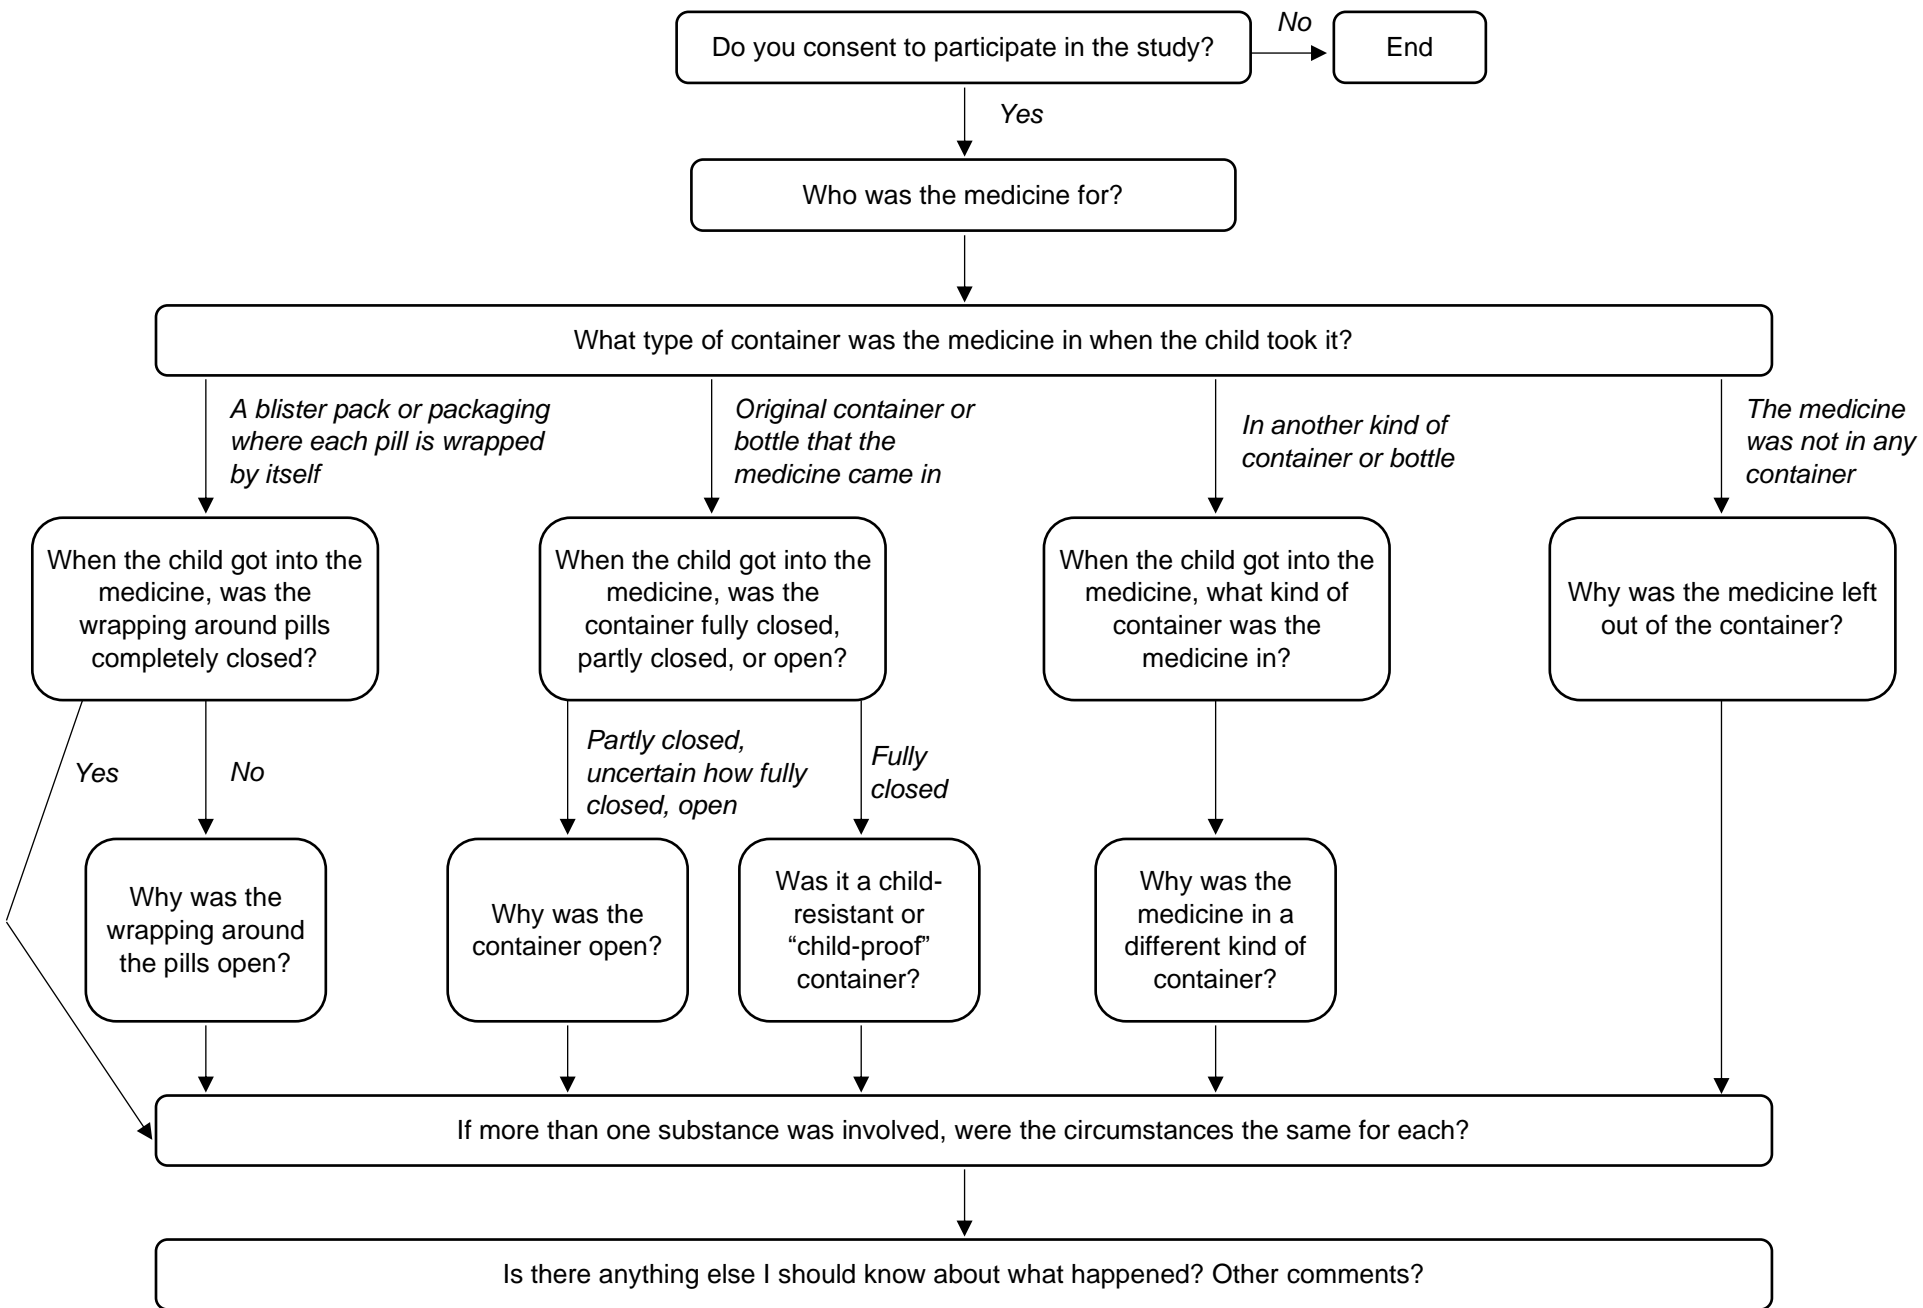 Do you consent to participate in the study?
No
End
Yes
Who was the medicine for?
What type of container was the medicine in when the child took it?
A blister pack or packaging
where each pill is wrapped
by itself
Original container or
bottle that the
medicine came in
In another kind of
container or bottle
The medicine
was not in any
container
When the child got into the
medicine, was the
wrapping around pills
completely closed?
When the child got into the
medicine, was the
container fully closed,
partly closed, or open?
When the child got into the
medicine, what kind of
container was the
medicine in?
Why was the medicine left
out of the container?
Yes
No
Partly closed,
uncertain how fully
closed, open
Fully
closed
Why was the
wrapping around
the pills open?
Why was the
container open?
Was it a child-
resistant or
“child-proof”
container?
Why was the
medicine in a
different kind of
container?
If more than one substance was involved, were the circumstances the same for each?
Is there anything else I should know about what happened? Other comments?